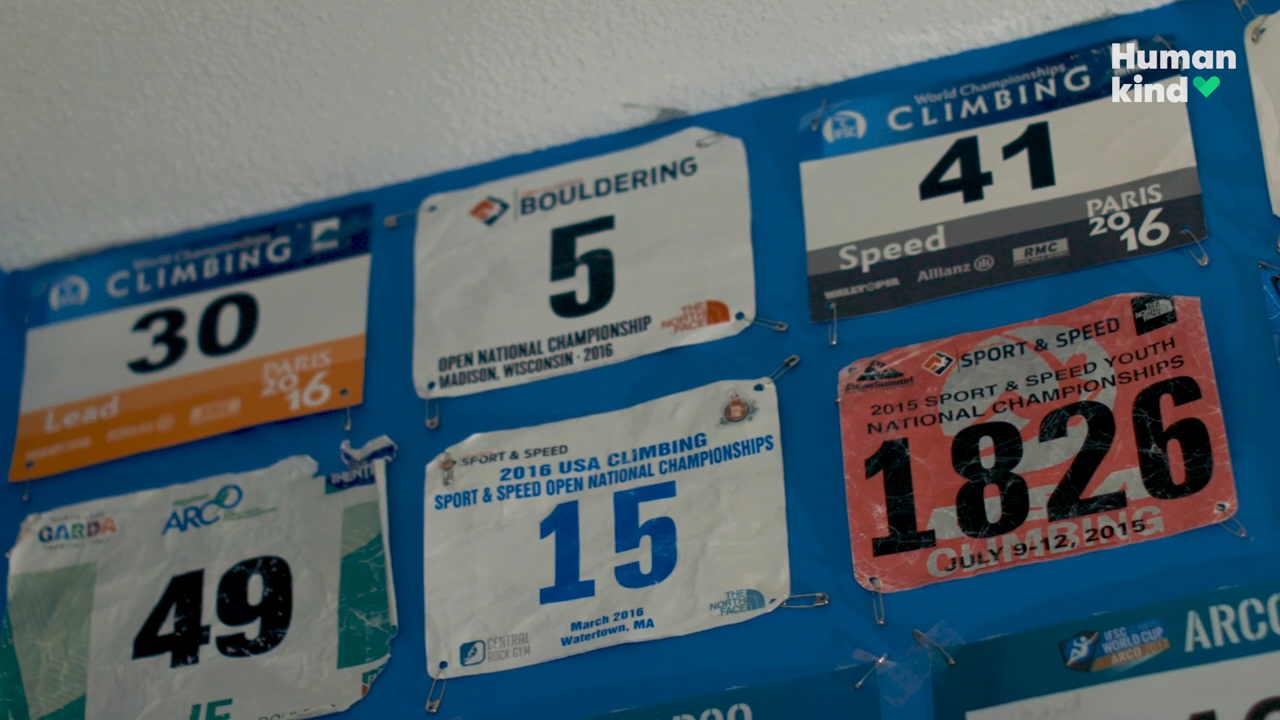 Human
kind
World Championships
CLIMBING
30
Lead
PARIS
2016
BOULDERING
5
OPEN NATIONAL CHAMPIONSHIP
MADISON, WISCONSIN · 2016
THE
NORTH
FACE
World Championships
CLIMBING
41
Speed
PARIS
2016
Allianz
RMC
GARDA
ARCO
49
SPORT & SPEED
2016 USA CLIMBING
SPORT & SPEED OPEN NATIONAL CHAMPIONSHIPS
15
March 2016
Watertown, MA
CENTRAL
ROCK GYM
THE
NORTH
FACE
SPORT & SPEED
2015 SPORT & SPEED YOUTH
NATIONAL CHAMPIONSHIPS
1826
CLIMBING
JULY 9-12, 2015
IFSC
WORLD CUP
ARCO